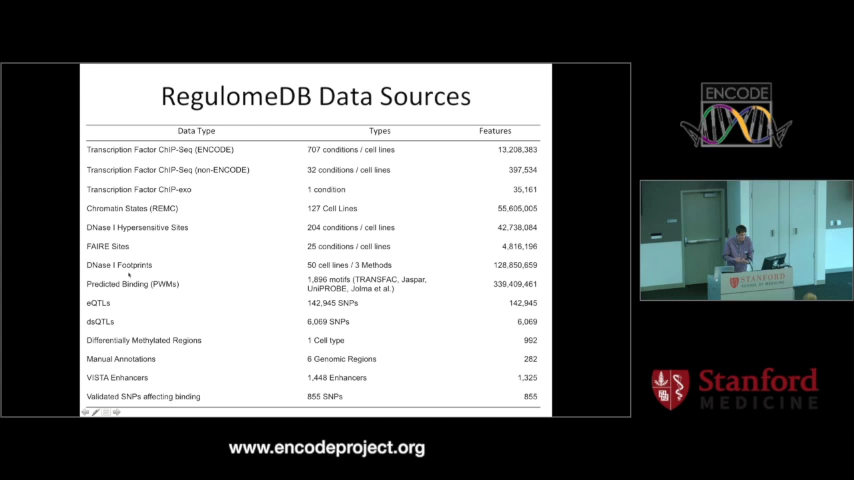 RegulomeDB Data Sources
Data Type Types Features
Transcription Factor ChIP-Seq (ENCODE) 707 conditions / cell lines 13,208,383
Transcription Factor ChIP-Seq (non-ENCODE) 32 conditions / cell lines 397,534
Transcription Factor ChIP-exo 1 condition 35,161
Chromatin States (REMC) 127 Cell Lines 55,605,005
DNase I Hypersensitive Sites 204 conditions / cell lines 42,738,084
FAIRE Sites 25 conditions / cell lines 4,816,196
DNase I Footprints 50 cell lines / 3 Methods 128,850,659
Predicted Binding (PWMs) 1,896 motifs (TRANSFAC, Jaspar, 339,409,461
UniPROBE, Jolma et al.)
eQTLs 142,945 SNPs 142,945
dsQTLs 6,069 SNPs 6,069
Differentially Methylated Regions 1 Cell type 992
Manual Annotations 6 Genomic Regions 282
VISTA Enhancers 1,448 Enhancers 1,325
Validated SNPs affecting binding 855 SNPs 855
ENCODE
STANFORD
SCHOOL OF MEDICINE
Stanford
MEDICINE
www.encodeproject.org